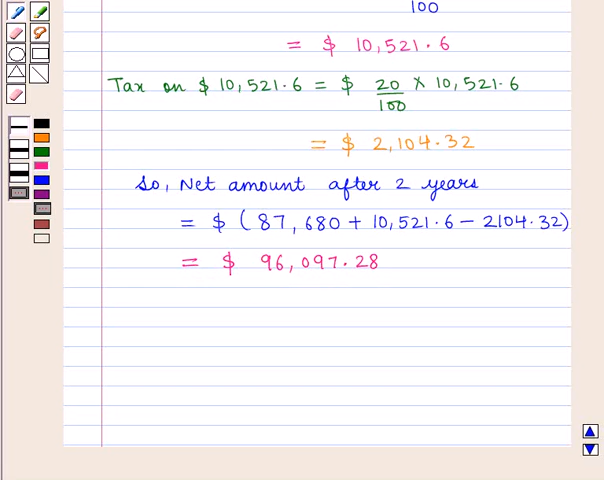 100
= $ 10,521.6
Tax on $ 10,521.6 = $ 20/100 × 10,521.6
= $ 2,104.32
So, Net amount after 2 years
= $ (87,680 + 10,521.6 - 2104.32)
= $ 96,097.28